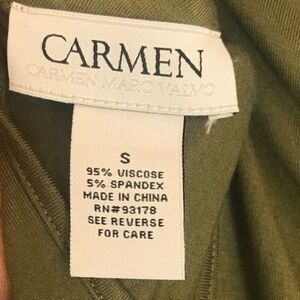 CARMEN
CARMEN MARC VALVO
S
95% VISCOSE
5% SPANDEX
MADE IN CHINA
RN#93178
SEE REVERSE
FOR CARE